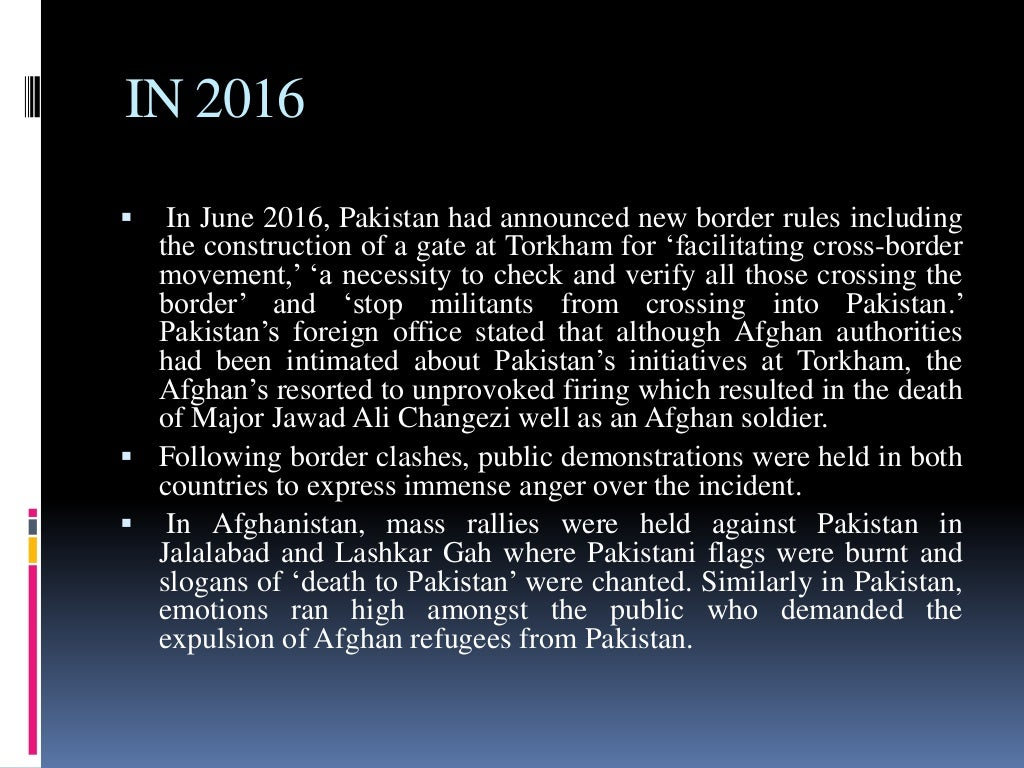 IN 2016
▪ In June 2016, Pakistan had announced new border rules including
the construction of a gate at Torkham for ‘facilitating cross-border
movement,’ ‘a necessity to check and verify all those crossing the
border’ and ‘stop militants from crossing into Pakistan.’
Pakistan’s foreign office stated that although Afghan authorities
had been intimated about Pakistan’s initiatives at Torkham, the
Afghan’s resorted to unprovoked firing which resulted in the death
of Major Jawad Ali Changezi well as an Afghan soldier.
▪ Following border clashes, public demonstrations were held in both
countries to express immense anger over the incident.
▪ In Afghanistan, mass rallies were held against Pakistan in
Jalalabad and Lashkar Gah where Pakistani flags were burnt and
slogans of ‘death to Pakistan’ were chanted. Similarly in Pakistan,
emotions ran high amongst the public who demanded the
expulsion of Afghan refugees from Pakistan.